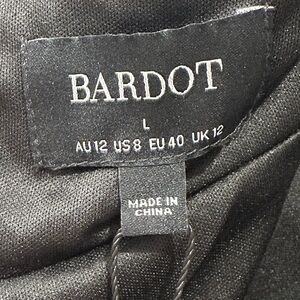 BARDOT
L
AU12 US8 EU40 UK12
MADE IN
CHINA